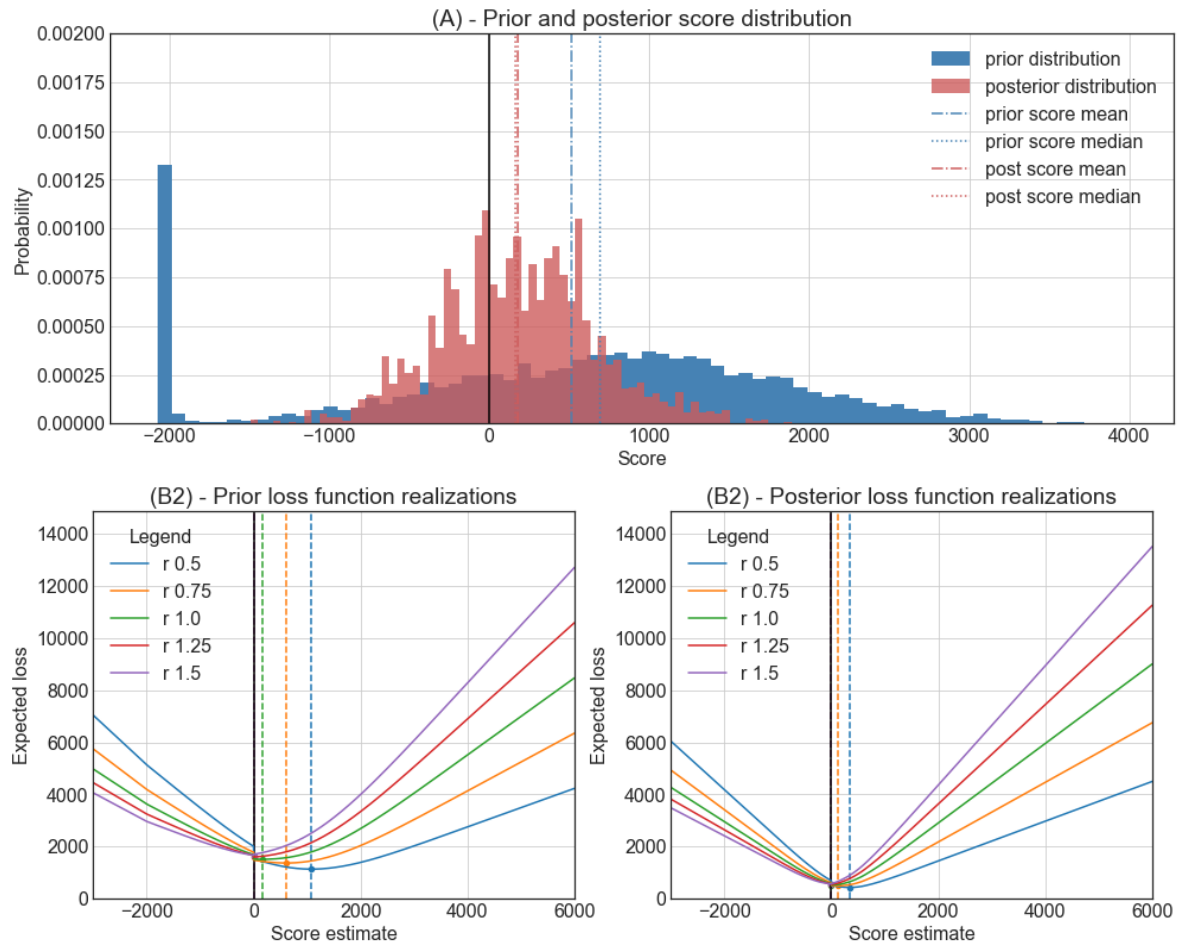 (A) - Prior and posterior score distribution
0.00200
0.00175
0.00150
0.00125
0.00100
0.00075
0.00050
0.00025
0.00000
Probability
prior distribution
posterior distribution
prior score mean
prior score median
post score mean
post score median
−2000 −1000 0 1000 2000 3000 4000
Score
(B2) - Prior loss function realizations
14000
12000
10000
8000
6000
4000
2000
0
Expected loss
Legend
r 0.5
r 0.75
r 1.0
r 1.25
r 1.5
−2000 0 2000 4000 6000
Score estimate
(B2) - Posterior loss function realizations
14000
12000
10000
8000
6000
4000
2000
0
Expected loss
Legend
r 0.5
r 0.75
r 1.0
r 1.25
r 1.5
−2000 0 2000 4000 6000
Score estimate